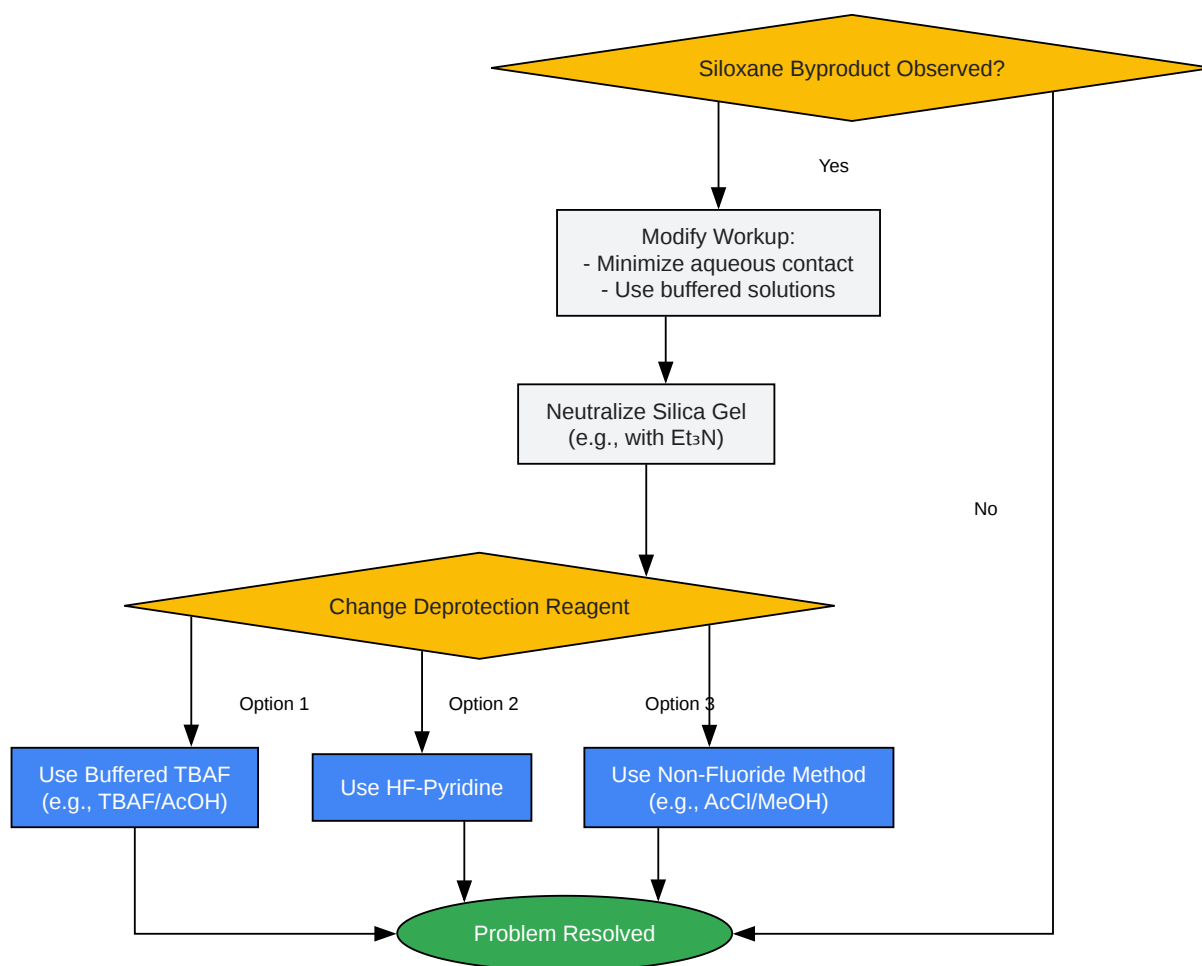 Siloxane Byproduct Observed?
Yes
Modify Workup:
- Minimize aqueous contact
- Use buffered solutions
Neutralize Silica Gel
(e.g., with Et₃N)
No
Change Deprotection Reagent
Option 1
Option 2
Option 3
Use Buffered TBAF
(e.g., TBAF/AcOH)
Use HF-Pyridine
Use Non-Fluoride Method
(e.g., AcCl/MeOH)
Problem Resolved